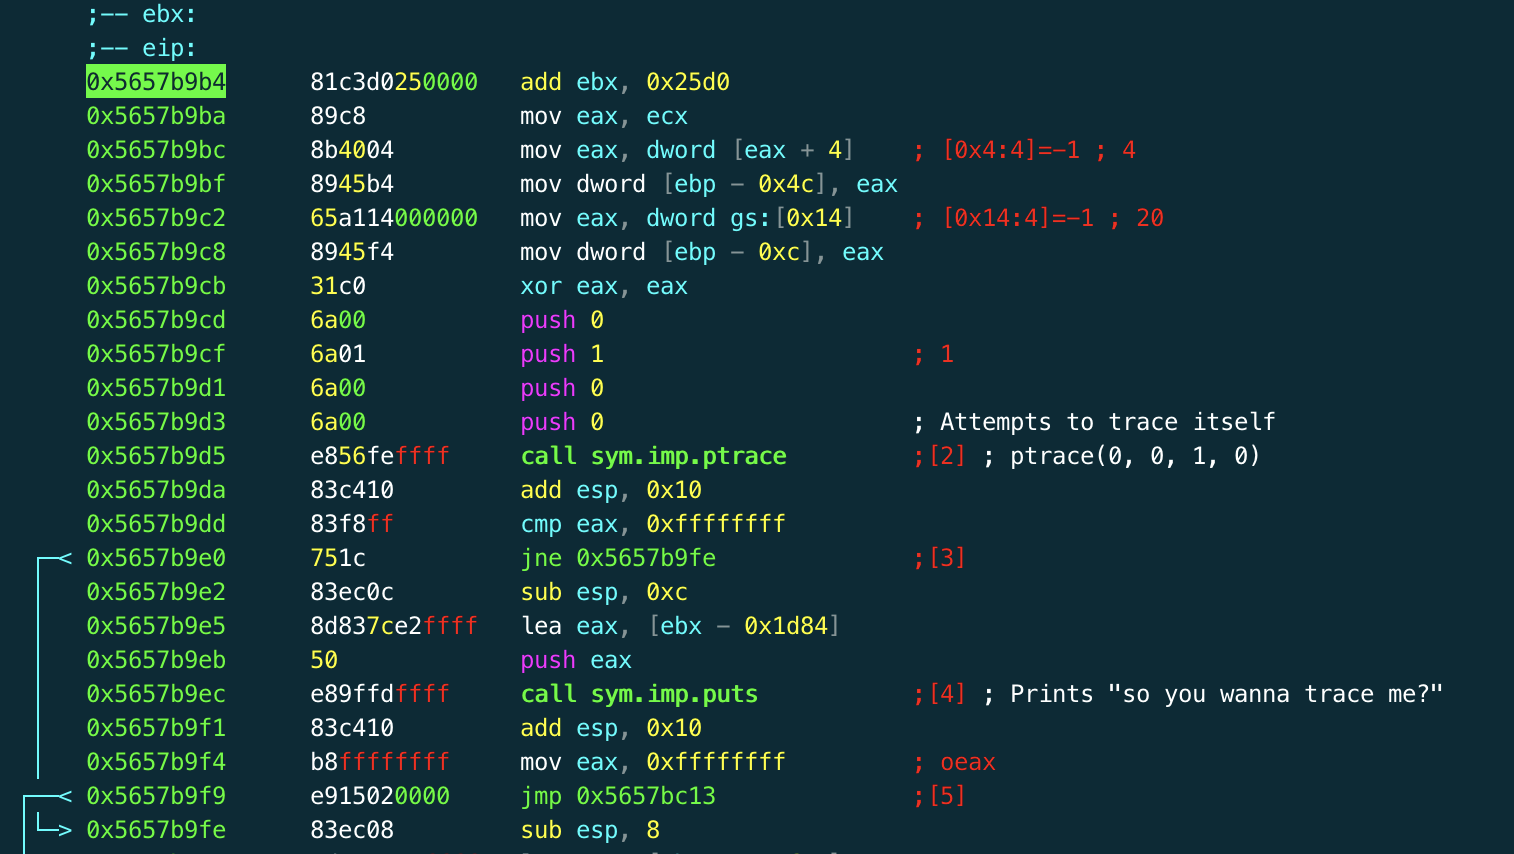 ;-- ebx:
;-- eip:
0x5657b9b4 81c3d0250000 add ebx, 0x25d0
0x5657b9ba 89c8 mov eax, ecx
0x5657b9bc 8b4004 mov eax, dword [eax + 4] ; [0x4:4]=-1 ; 4
0x5657b9bf 8945b4 mov dword [ebp - 0x4c], eax
0x5657b9c2 65a114000000 mov eax, dword gs:[0x14] ; [0x14:4]=-1 ; 20
0x5657b9c8 8945f4 mov dword [ebp - 0xc], eax
0x5657b9cb 31c0 xor eax, eax
0x5657b9cd 6a00 push 0
0x5657b9cf 6a01 push 1 ; 1
0x5657b9d1 6a00 push 0
0x5657b9d3 6a00 push 0 ; Attempts to trace itself
0x5657b9d5 e856feffff call sym.imp.ptrace ;[2] ; ptrace(0, 0, 1, 0)
0x5657b9da 83c410 add esp, 0x10
0x5657b9dd 83f8ff cmp eax, 0xffffffff
0x5657b9e0 751c jne 0x5657b9fe ;[3]
0x5657b9e2 83ec0c sub esp, 0xc
0x5657b9e5 8d837ce2ffff lea eax, [ebx - 0x1d84]
0x5657b9eb 50 push eax
0x5657b9ec e89ffdffff call sym.imp.puts ;[4] ; Prints "so you wanna trace me?"
0x5657b9f1 83c410 add esp, 0x10
0x5657b9f4 b8ffffffff mov eax, 0xffffffff ; oeax
0x5657b9f9 e915020000 jmp 0x5657bc13 ;[5]
0x5657b9fe 83ec08 sub esp, 8